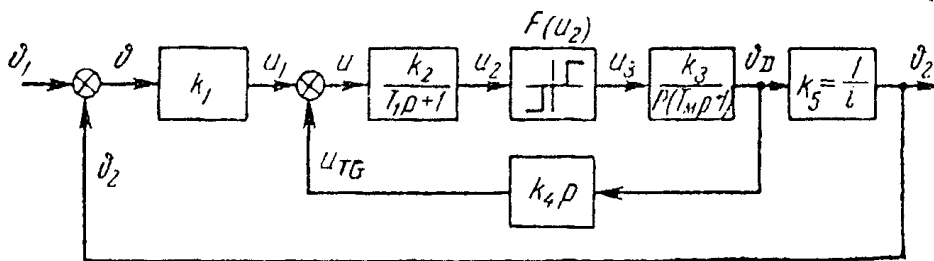 F(u₂)
ϑ₁
ϑ
k₁
u₁
u
k₂
T₁p+1
u₂
u₃
k₃
P(Tₘp+1)
ϑ_D
k₅ = 1/i
ϑ₂
ϑ₂
u_TG
k₄p